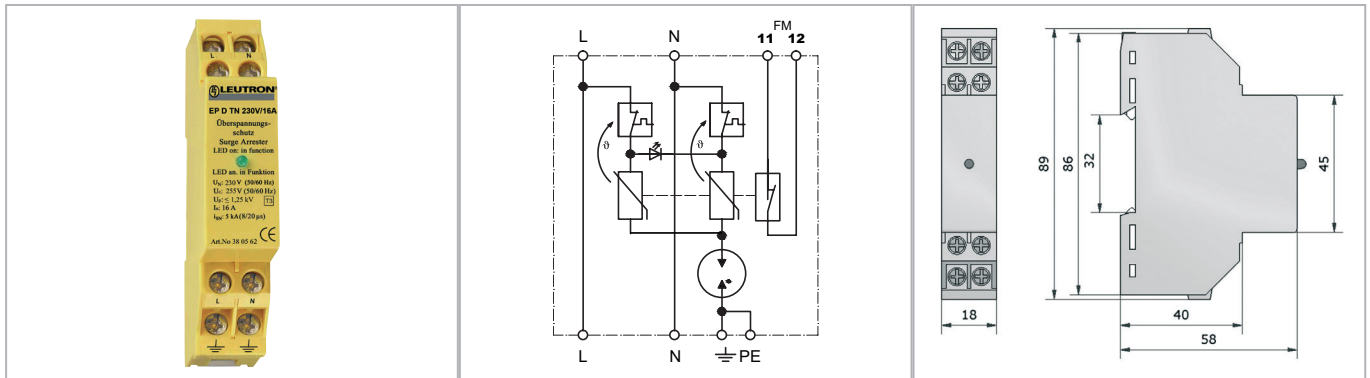 L N
LEUTRON®
EP D TN 230V/16A
Überspannungs-
schutz
Surge Arrester
LED on: in function
LED an. in Funktion
UN: 230 V (50/60 Hz)
Uc: 255V (50/60 Hz)
UP: ≤ 1,25 kV T3
IN: 16 A
iSN: 5 kA (8/20 µs)
Art.No 38 05 62 CE
L N
L N FM
11 12
ϑ ϑ
L N PE
18
89
86
32
45
40
58